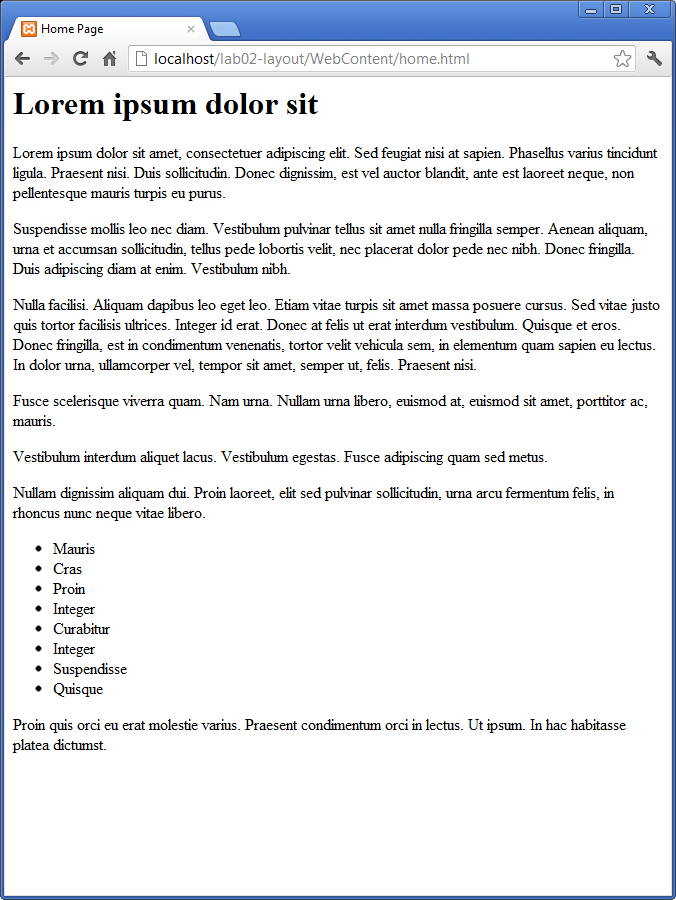 Home Page
localhost/lab02-layout/WebContent/home.html
Lorem ipsum dolor sit
Lorem ipsum dolor sit amet, consectetuer adipiscing elit. Sed feugiat nisi at sapien. Phasellus varius tincidunt
ligula. Praesent nisi. Duis sollicitudin. Donec dignissim, est vel auctor blandit, ante est laoreet neque, non
pellentesque mauris turpis eu purus.
Suspendisse mollis leo nec diam. Vestibulum pulvinar tellus sit amet nulla fringilla semper. Aenean aliquam,
urna et accumsan sollicitudin, tellus pede lobortis velit, nec placerat dolor pede nec nibh. Donec fringilla.
Duis adipiscing diam at enim. Vestibulum nibh.
Nulla facilisi. Aliquam dapibus leo eget leo. Etiam vitae turpis sit amet massa posuere cursus. Sed vitae justo
quis tortor facilisis ultrices. Integer id erat. Donec at felis ut erat interdum vestibulum. Quisque et eros.
Donec fringilla, est in condimentum venenatis, tortor velit vehicula sem, in elementum quam sapien eu lectus.
In dolor urna, ullamcorper vel, tempor sit amet, semper ut, felis. Praesent nisi.
Fusce scelerisque viverra quam. Nam urna. Nullam urna libero, euismod at, euismod sit amet, porttitor ac,
mauris.
Vestibulum interdum aliquet lacus. Vestibulum egestas. Fusce adipiscing quam sed metus.
Nullam dignissim aliquam dui. Proin laoreet, elit sed pulvinar sollicitudin, urna arcu fermentum felis, in
rhoncus nunc neque vitae libero.
• Mauris
• Cras
• Proin
• Integer
• Curabitur
• Integer
• Suspendisse
• Quisque
Proin quis orci eu erat molestie varius. Praesent condimentum orci in lectus. Ut ipsum. In hac habitasse
platea dictumst.